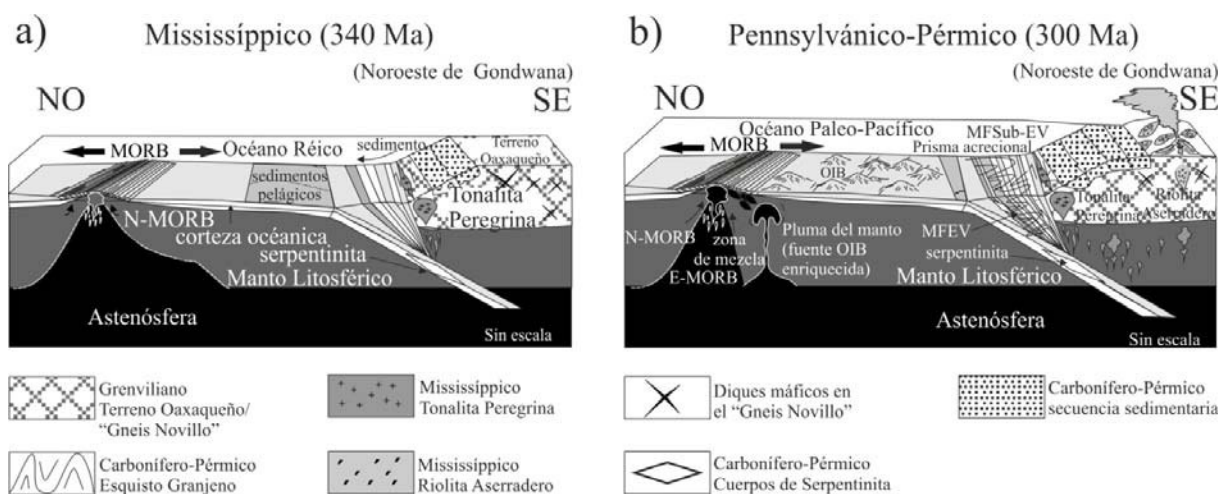 a) Mississíppico (340 Ma)
(Noroeste de Gondwana)
NO
SE
MORB
Océano Réico
sedimento
Terreno
Oaxaqueño
sedimentos
pelágicos
Tonalita
Peregrina
N-MORB
corteza océanica
serpentinita
Manto Litosférico
Astenósfera
Sin escala
b) Pennsylvánico-Pérmico (300 Ma)
(Noroeste de Gondwana)
NO
SE
Océano Paleo-Pacífico
MORB
MFSub-EV
Prisma acrecional
OIB
Tonalita
Peregrina
Riolita
Aserradero
N-MORB
zona
de mezcla
E-MORB
Pluma del manto
(fuente OIB
enriquecida)
MFEV
serpentinita
Manto Litosférico
Astenósfera
Sin escala
Grenviliano
Terreno Oaxaqueño/
“Gneis Novillo”
Mississíppico
Tonalita Peregrina
Diques máficos en
el “Gneis Novillo”
Carbonífero-Pérmico
secuencia sedimentaria
Carbonífero-Pérmico
Esquisto Granjeno
Mississíppico
Riolita Aserradero
Carbonífero-Pérmico
Cuerpos de Serpentinita